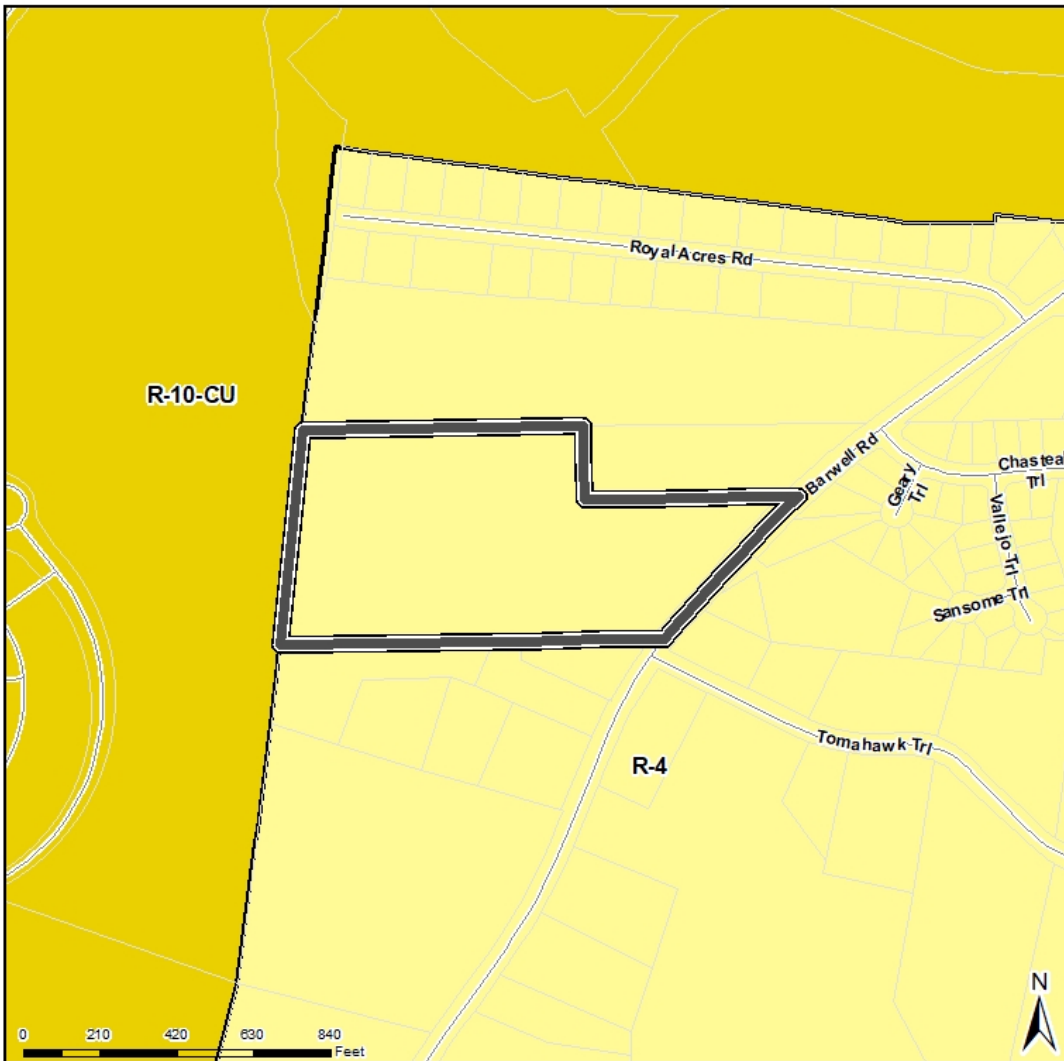 Royal Acres Rd
R-10-CU
Barwell Rd
Geary
Trl
Chasteal
Trl
Vallejo Trl
Sansome Trl
Tomahawk Trl
R-4
N
0 210 420 630 840
Feet